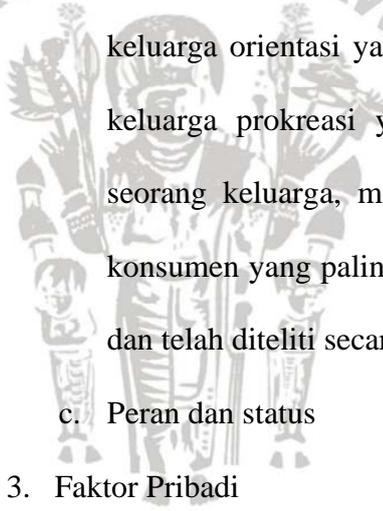 keluarga orientasi ya
keluarga prokreasi y
seorang keluarga, m
konsumen yang palin
dan telah diteliti secar
c. Peran dan status
3. Faktor Pribadi